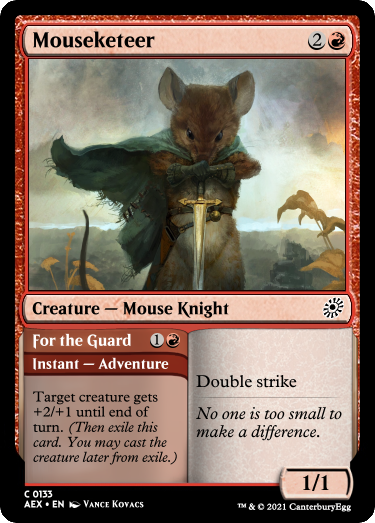 Mouseketeer 2
Creature — Mouse Knight
For the Guard 1
Instant — Adventure
Target creature gets
+2/+1 until end of
turn. (Then exile this
card. You may cast the
creature later from exile.)
Double strike
No one is too small to
make a difference.
1/1
C 0133
AEX • EN Vance Kovacs
™ & © 2021 CanterburyEgg